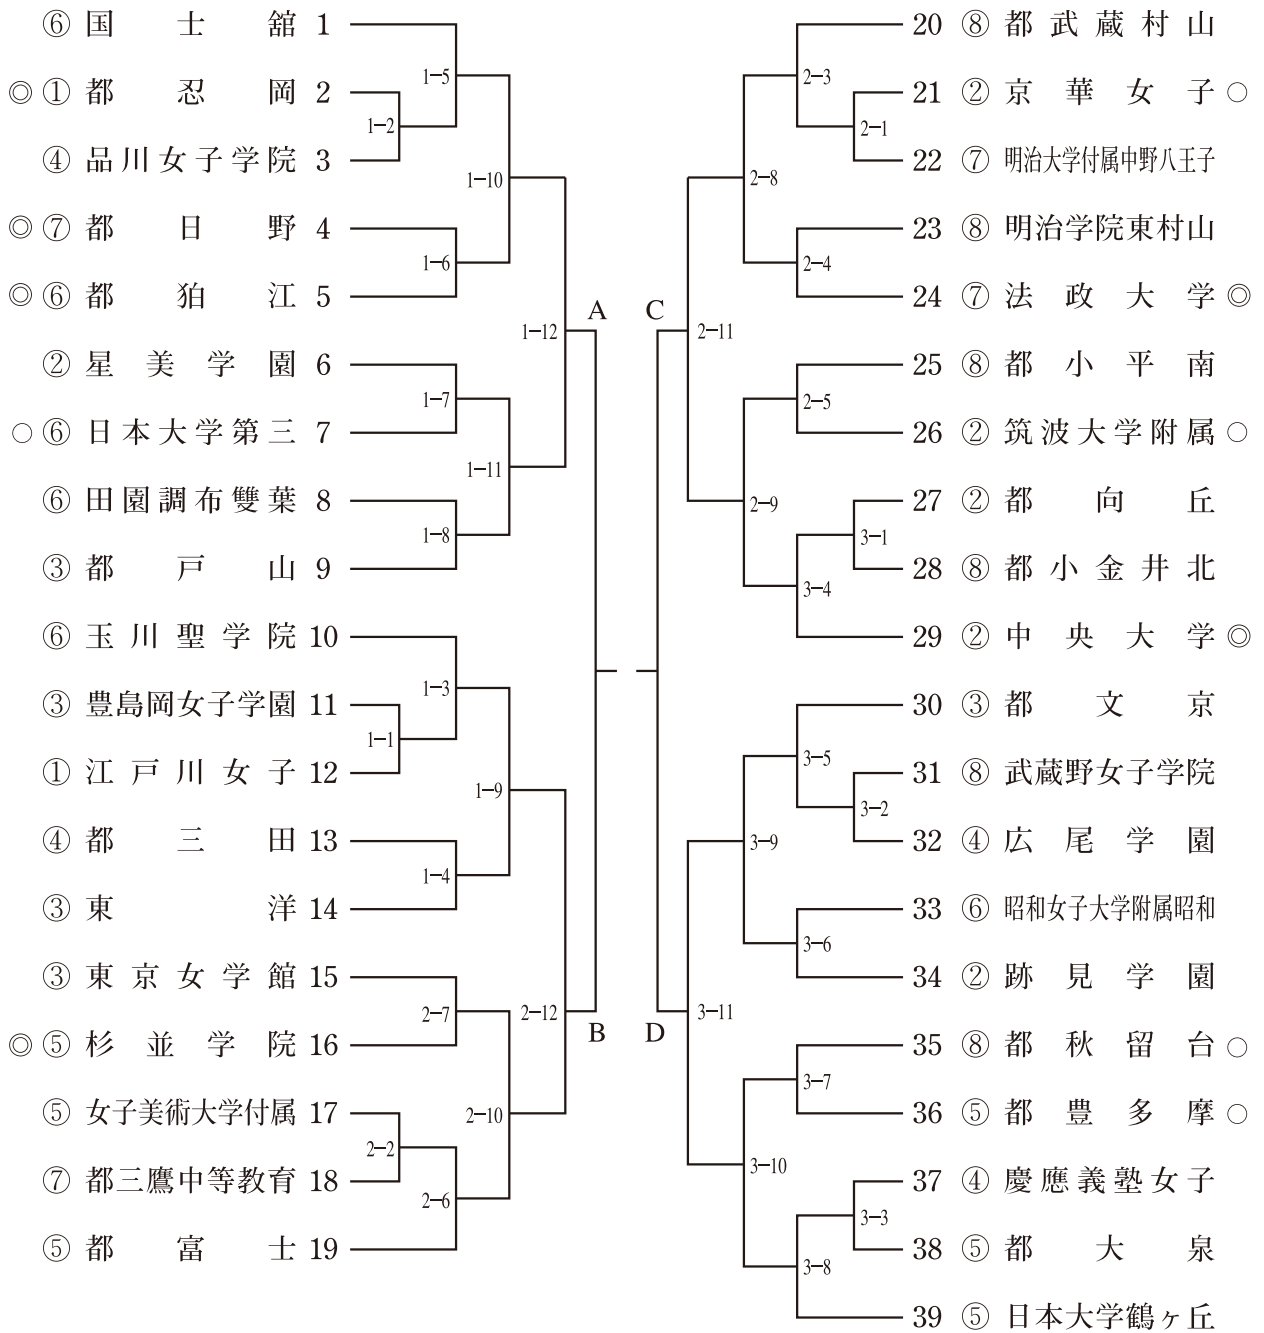 ⑥ 国士舘 1
◎ ① 都忍岡 2
④ 品川女子学院 3
◎ ⑦ 都日野 4
◎ ⑥ 都狛江 5
② 星美学園 6
○ ⑥ 日本大学第三 7
⑥ 田園調布雙葉 8
③ 都戸山 9
⑥ 玉川聖学院 10
③ 豊島岡女子学園 11
① 江戸川女子 12
④ 都三田 13
③ 東洋 14
③ 東京女学館 15
◎ ⑤ 杉並学院 16
⑤ 女子美術大学付属 17
⑦ 都三鷹中等教育 18
⑤ 都富士 19
1-5
1-2
1-10
1-6
1-12
1-7
1-11
1-8
1-3
1-1
1-9
1-4
2-7
2-12
2-10
2-2
2-6
A
B
C
D
2-3
2-1
2-8
2-4
2-11
2-5
2-9
3-1
3-4
3-5
3-2
3-9
3-6
3-11
3-7
3-10
3-3
3-8
20 ⑧ 都武蔵村山
21 ② 京華女子 ○
22 ⑦ 明治大学付属中野八王子
23 ⑧ 明治学院東村山
24 ⑦ 法政大学 ◎
25 ⑧ 都小平南
26 ② 筑波大学附属 ○
27 ② 都向丘
28 ⑧ 都小金井北
29 ② 中央大学 ◎
30 ③ 都文京
31 ⑧ 武蔵野女子学院
32 ④ 広尾学園
33 ⑥ 昭和女子大学附属昭和
34 ② 跡見学園
35 ⑧ 都秋留台 ○
36 ⑤ 都豊多摩 ○
37 ④ 慶應義塾女子
38 ⑤ 都大泉
39 ⑤ 日本大学鶴ヶ丘